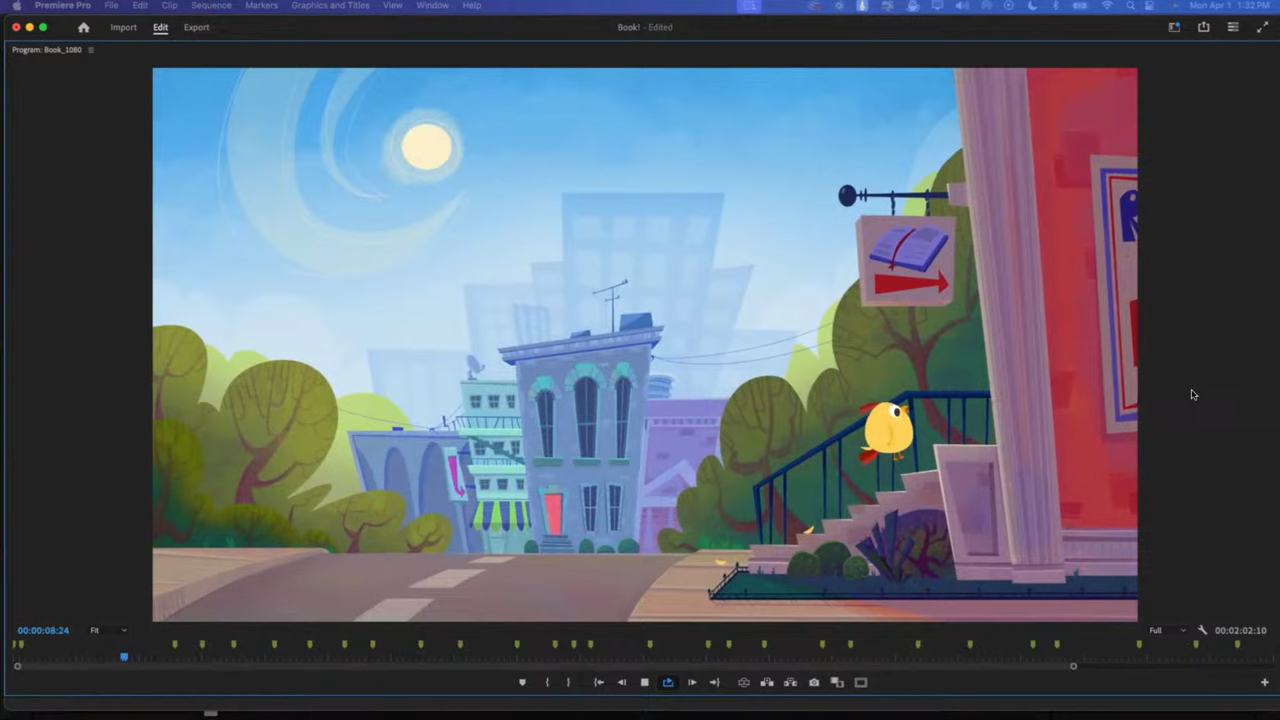 Premiere Pro File Edit Clip Sequence Markers Graphics and Titles View Window Help Mon Apr 1 1:32 PM
Import Edit Export Book! - Edited
Program: Book_1080
00:00:08:24 Fit Full 00:02:02:10